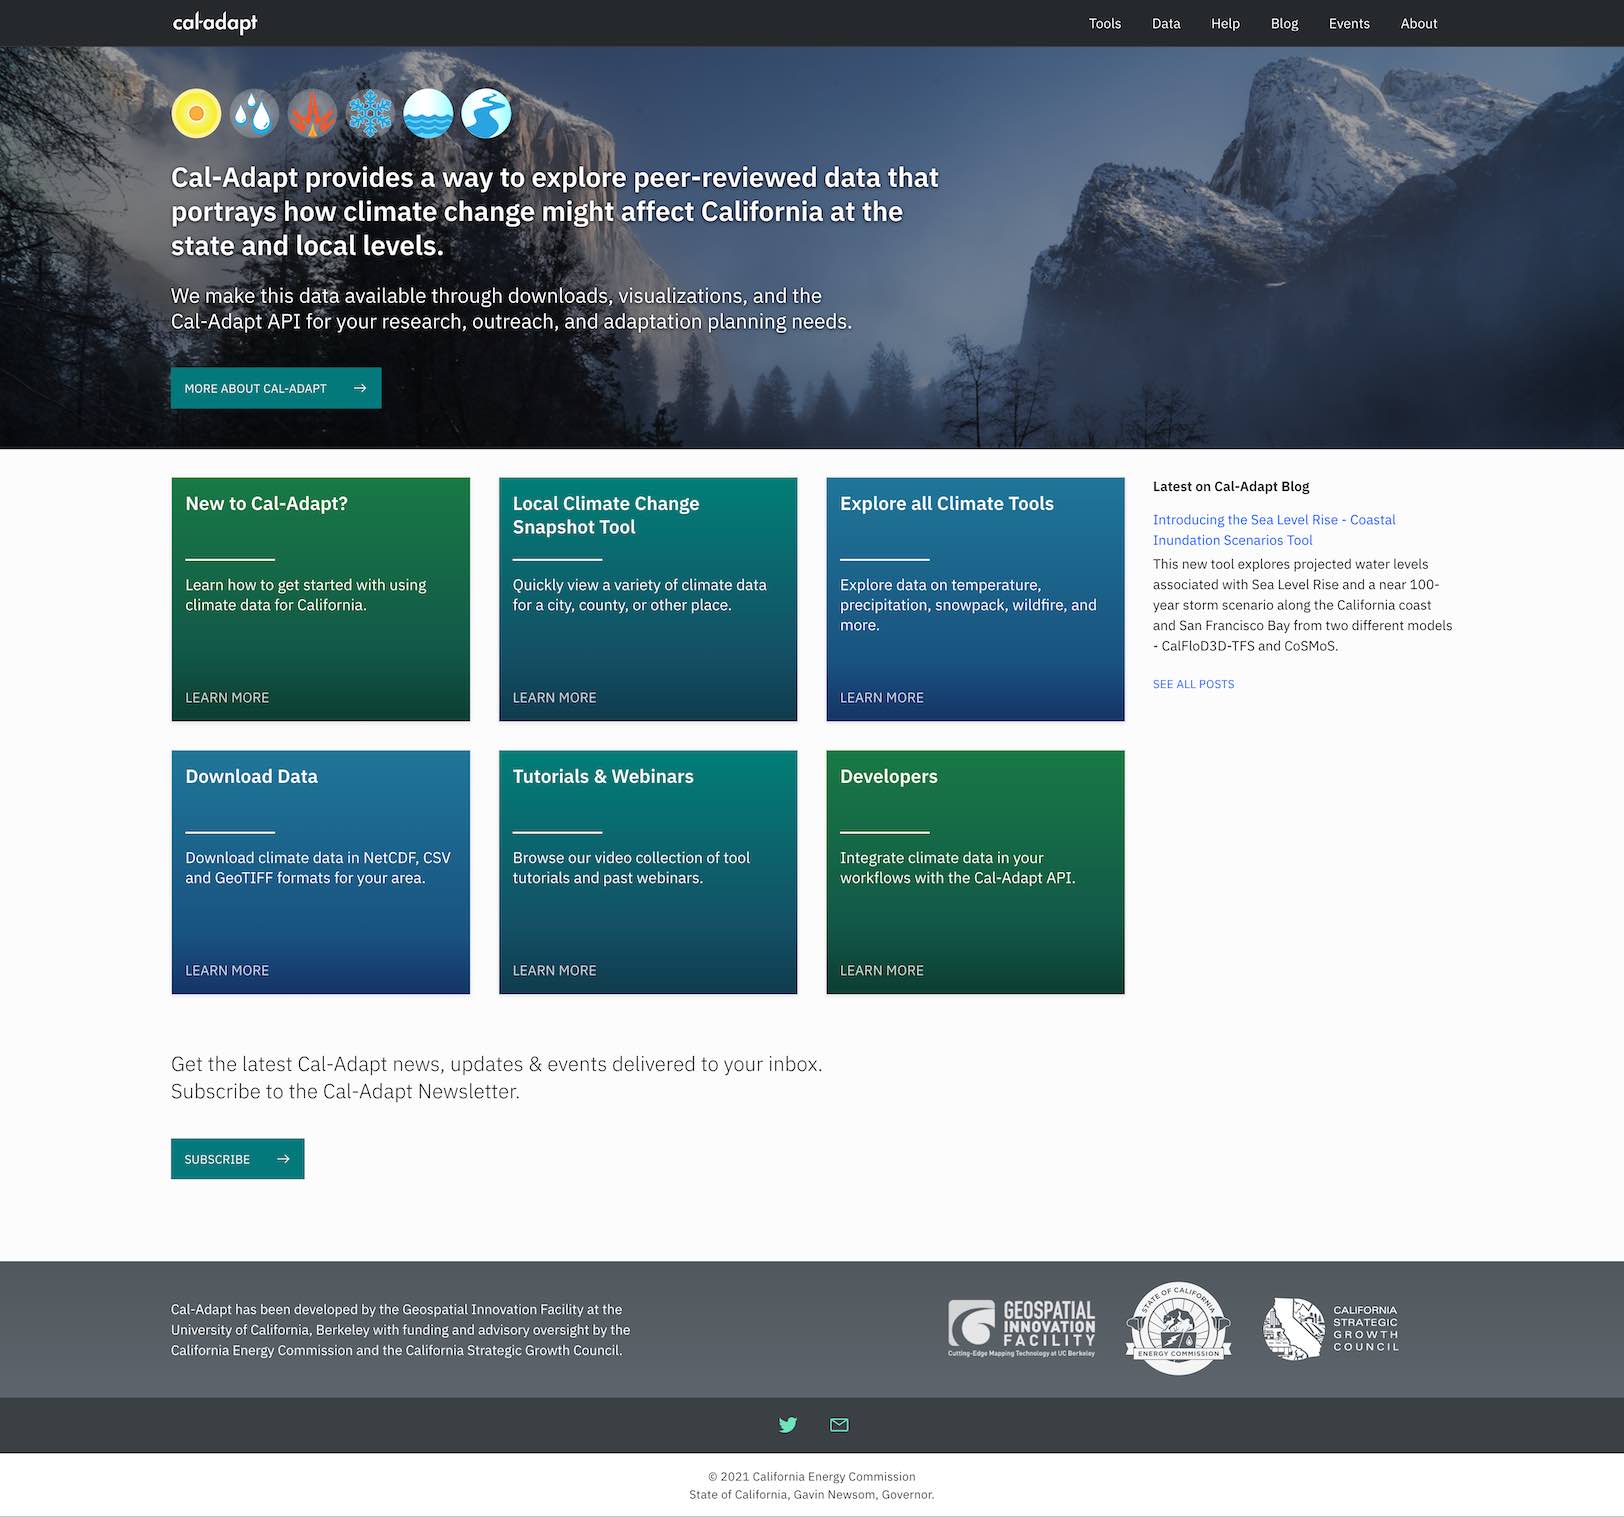 cal-adapt
Tools Data Help Blog Events About
Cal-Adapt provides a way to explore peer-reviewed data that
portrays how climate change might affect California at the
state and local levels.
We make this data available through downloads, visualizations, and the
Cal-Adapt API for your research, outreach, and adaptation planning needs.
MORE ABOUT CAL-ADAPT
New to Cal-Adapt?
Learn how to get started with using
climate data for California.
LEARN MORE
Local Climate Change
Snapshot Tool
Quickly view a variety of climate data
for a city, county, or other place.
LEARN MORE
Explore all Climate Tools
Explore data on temperature,
precipitation, snowpack, wildfire, and
more.
LEARN MORE
Latest on Cal-Adapt Blog
Introducing the Sea Level Rise - Coastal
Inundation Scenarios Tool
This new tool explores projected water levels
associated with Sea Level Rise and a near 100-
year storm scenario along the California coast
and San Francisco Bay from two different models
- CalFloD3D-TFS and CoSMoS.
SEE ALL POSTS
Download Data
Download climate data in NetCDF, CSV
and GeoTIFF formats for your area.
LEARN MORE
Tutorials & Webinars
Browse our video collection of tool
tutorials and past webinars.
LEARN MORE
Developers
Integrate climate data in your
workflows with the Cal-Adapt API.
LEARN MORE
Get the latest Cal-Adapt news, updates & events delivered to your inbox.
Subscribe to the Cal-Adapt Newsletter.
SUBSCRIBE
Cal-Adapt has been developed by the Geospatial Innovation Facility at the
University of California, Berkeley with funding and advisory oversight by the
California Energy Commission and the California Strategic Growth Council.
GEOSPATIAL
INNOVATION
FACILITY
Cutting-Edge Mapping Technology at UC Berkeley
STATE OF CALIFORNIA
ENERGY COMMISSION
CALIFORNIA
STRATEGIC
GROWTH
COUNCIL
© 2021 California Energy Commission
State of California, Gavin Newsom, Governor.